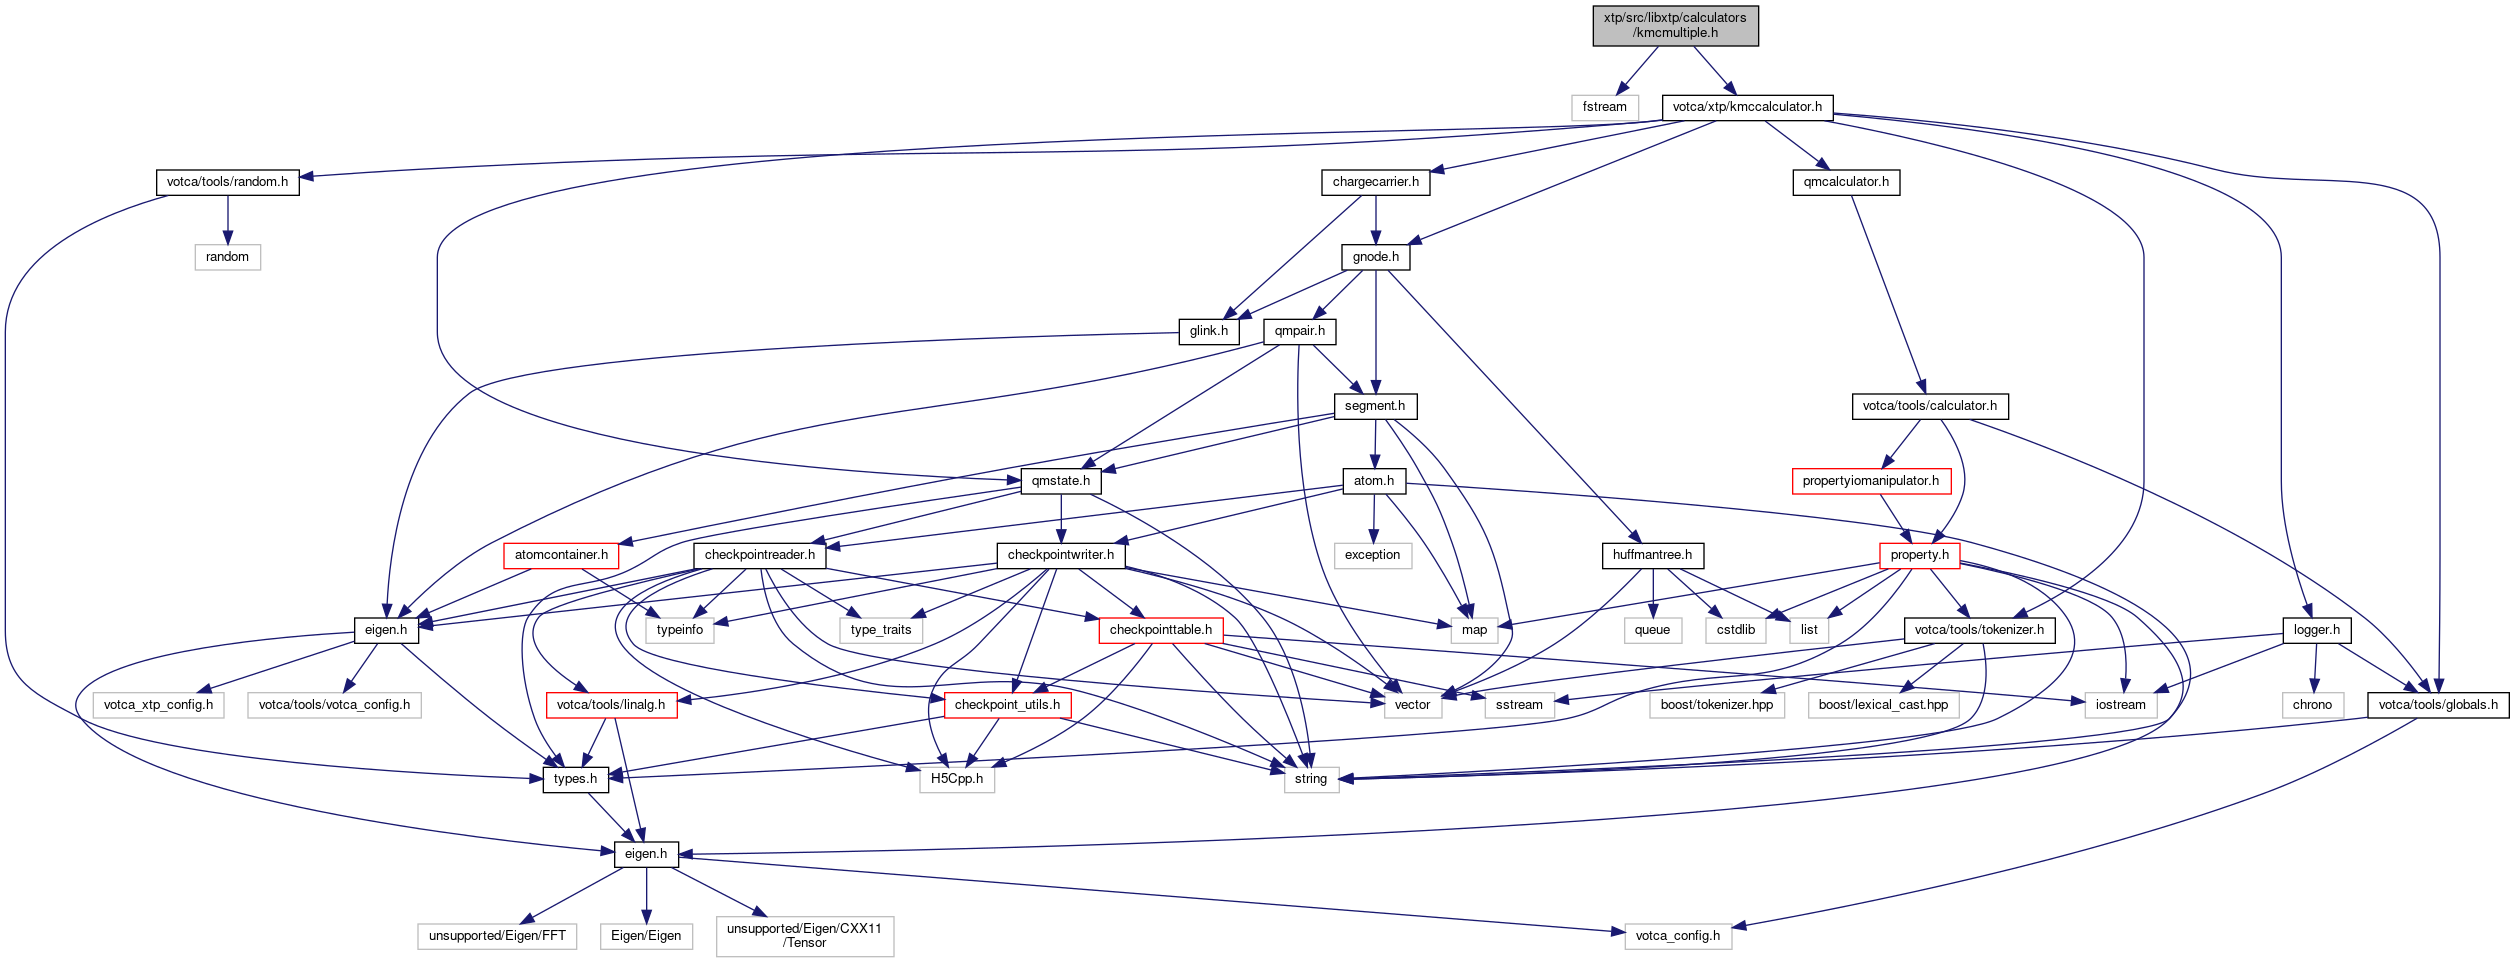 xtp/src/libxtp/calculators
/kmcmultiple.h
fstream
votca/xtp/kmccalculator.h
votca/tools/random.h
chargecarrier.h
qmcalculator.h
random
gnode.h
glink.h
qmpair.h
segment.h
votca/tools/calculator.h
qmstate.h
atom.h
propertyiomanipulator.h
atomcontainer.h
checkpointreader.h
checkpointwriter.h
exception
huffmantree.h
property.h
eigen.h
typeinfo
type_traits
checkpointtable.h
map
queue
cstdlib
list
votca/tools/tokenizer.h
logger.h
votca_xtp_config.h
votca/tools/votca_config.h
votca/tools/linalg.h
checkpoint_utils.h
vector
sstream
boost/tokenizer.hpp
boost/lexical_cast.hpp
iostream
chrono
votca/tools/globals.h
types.h
H5Cpp.h
string
eigen.h
unsupported/Eigen/FFT
Eigen/Eigen
unsupported/Eigen/CXX11
/Tensor
votca_config.h